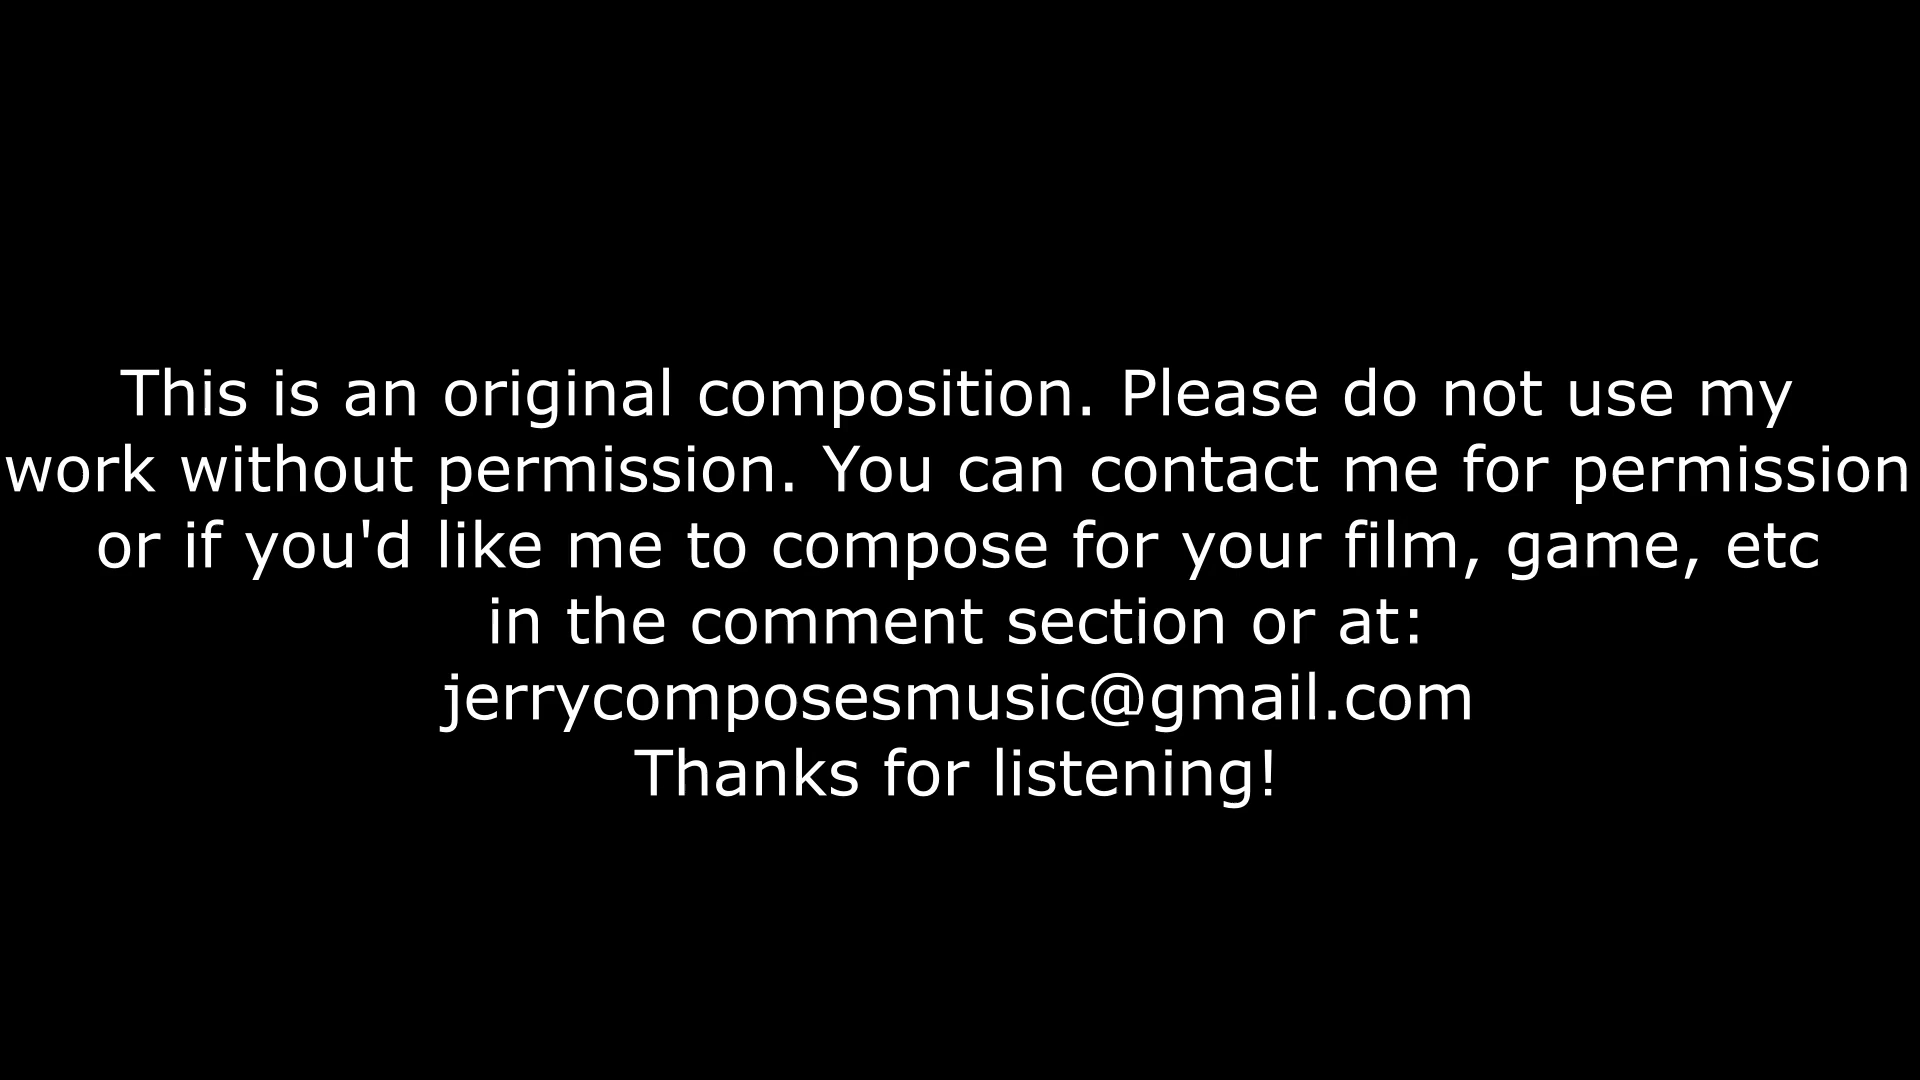 This is an original composition. Please do not use my
work without permission. You can contact me for permission
or if you'd like me to compose for your film, game, etc
in the comment section or at:
jerrycomposesmusic@gmail.com
Thanks for listening!